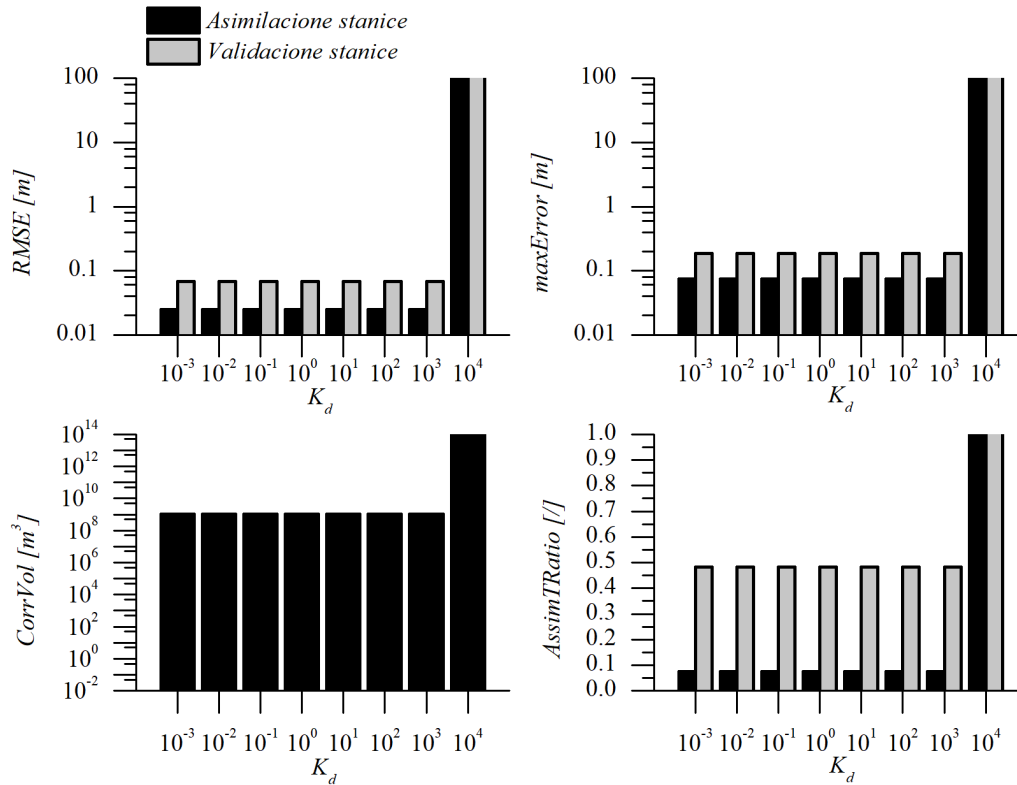 Asimilacione stanice
Validacione stanice
RMSE [m]
100
10
1
0.1
0.01
10⁻³ 10⁻² 10⁻¹ 10⁰ 10¹ 10² 10³ 10⁴
K_d
maxError [m]
100
10
1
0.1
0.01
10⁻³ 10⁻² 10⁻¹ 10⁰ 10¹ 10² 10³ 10⁴
K_d
CorrVol [m³]
10¹⁴
10¹²
10¹⁰
10⁸
10⁶
10⁴
10²
10⁰
10⁻²
10⁻³ 10⁻² 10⁻¹ 10⁰ 10¹ 10² 10³ 10⁴
K_d
AssimTRatio [/]
1.0
0.9
0.8
0.7
0.6
0.5
0.4
0.3
0.2
0.1
0.0
10⁻³ 10⁻² 10⁻¹ 10⁰ 10¹ 10² 10³ 10⁴
K_d